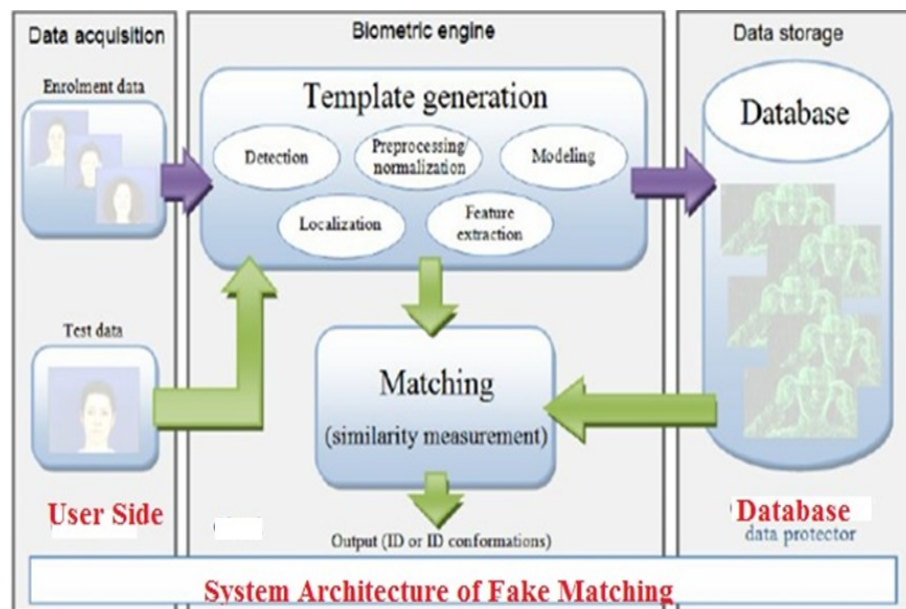 Data acquisition
Enrolment data
Test data
User Side
Biometric engine
Template generation
Detection
Preprocessing/
normalization
Modeling
Localization
Feature
extraction
Matching
(similarity measurement)
Output (ID or ID conformations)
Data storage
Database
Database
data protector
System Architecture of Fake Matching